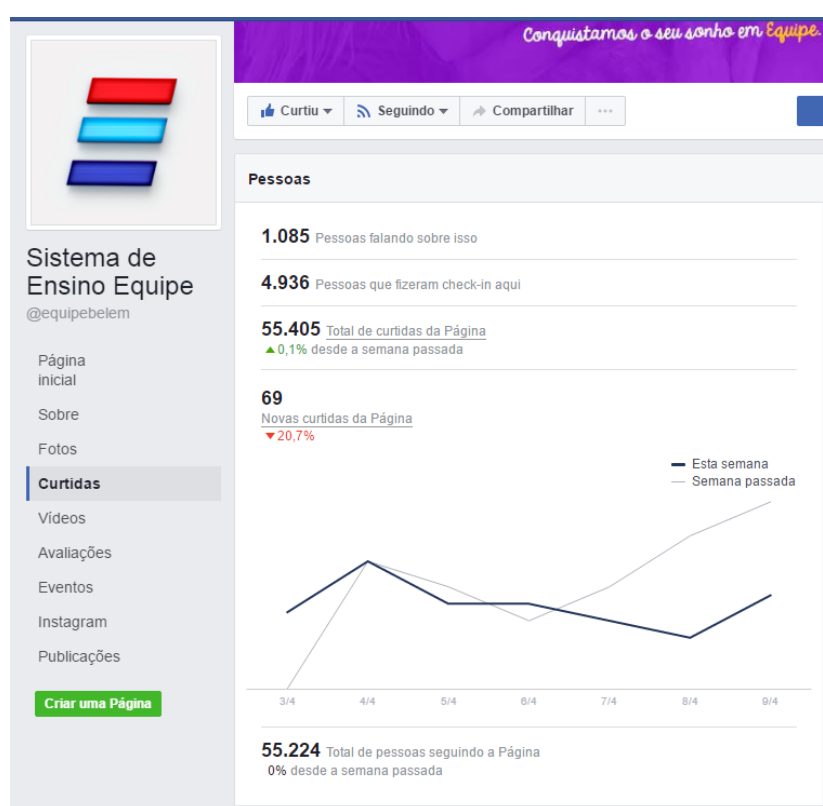 Conquistamos o seu sonho em Equipe.
Curtiu
Seguindo
Compartilhar
Sistema de
Ensino Equipe
@equipebelem
Página
inicial
Sobre
Fotos
Curtidas
Vídeos
Avaliações
Eventos
Instagram
Publicações
Criar uma Página
Pessoas
1.085 Pessoas falando sobre isso
4.936 Pessoas que fizeram check-in aqui
55.405 Total de curtidas da Página
0,1% desde a semana passada
69
Novas curtidas da Página
20,7%
Esta semana
Semana passada
3/4 4/4 5/4 6/4 7/4 8/4 9/4
55.224 Total de pessoas seguindo a Página
0% desde a semana passada